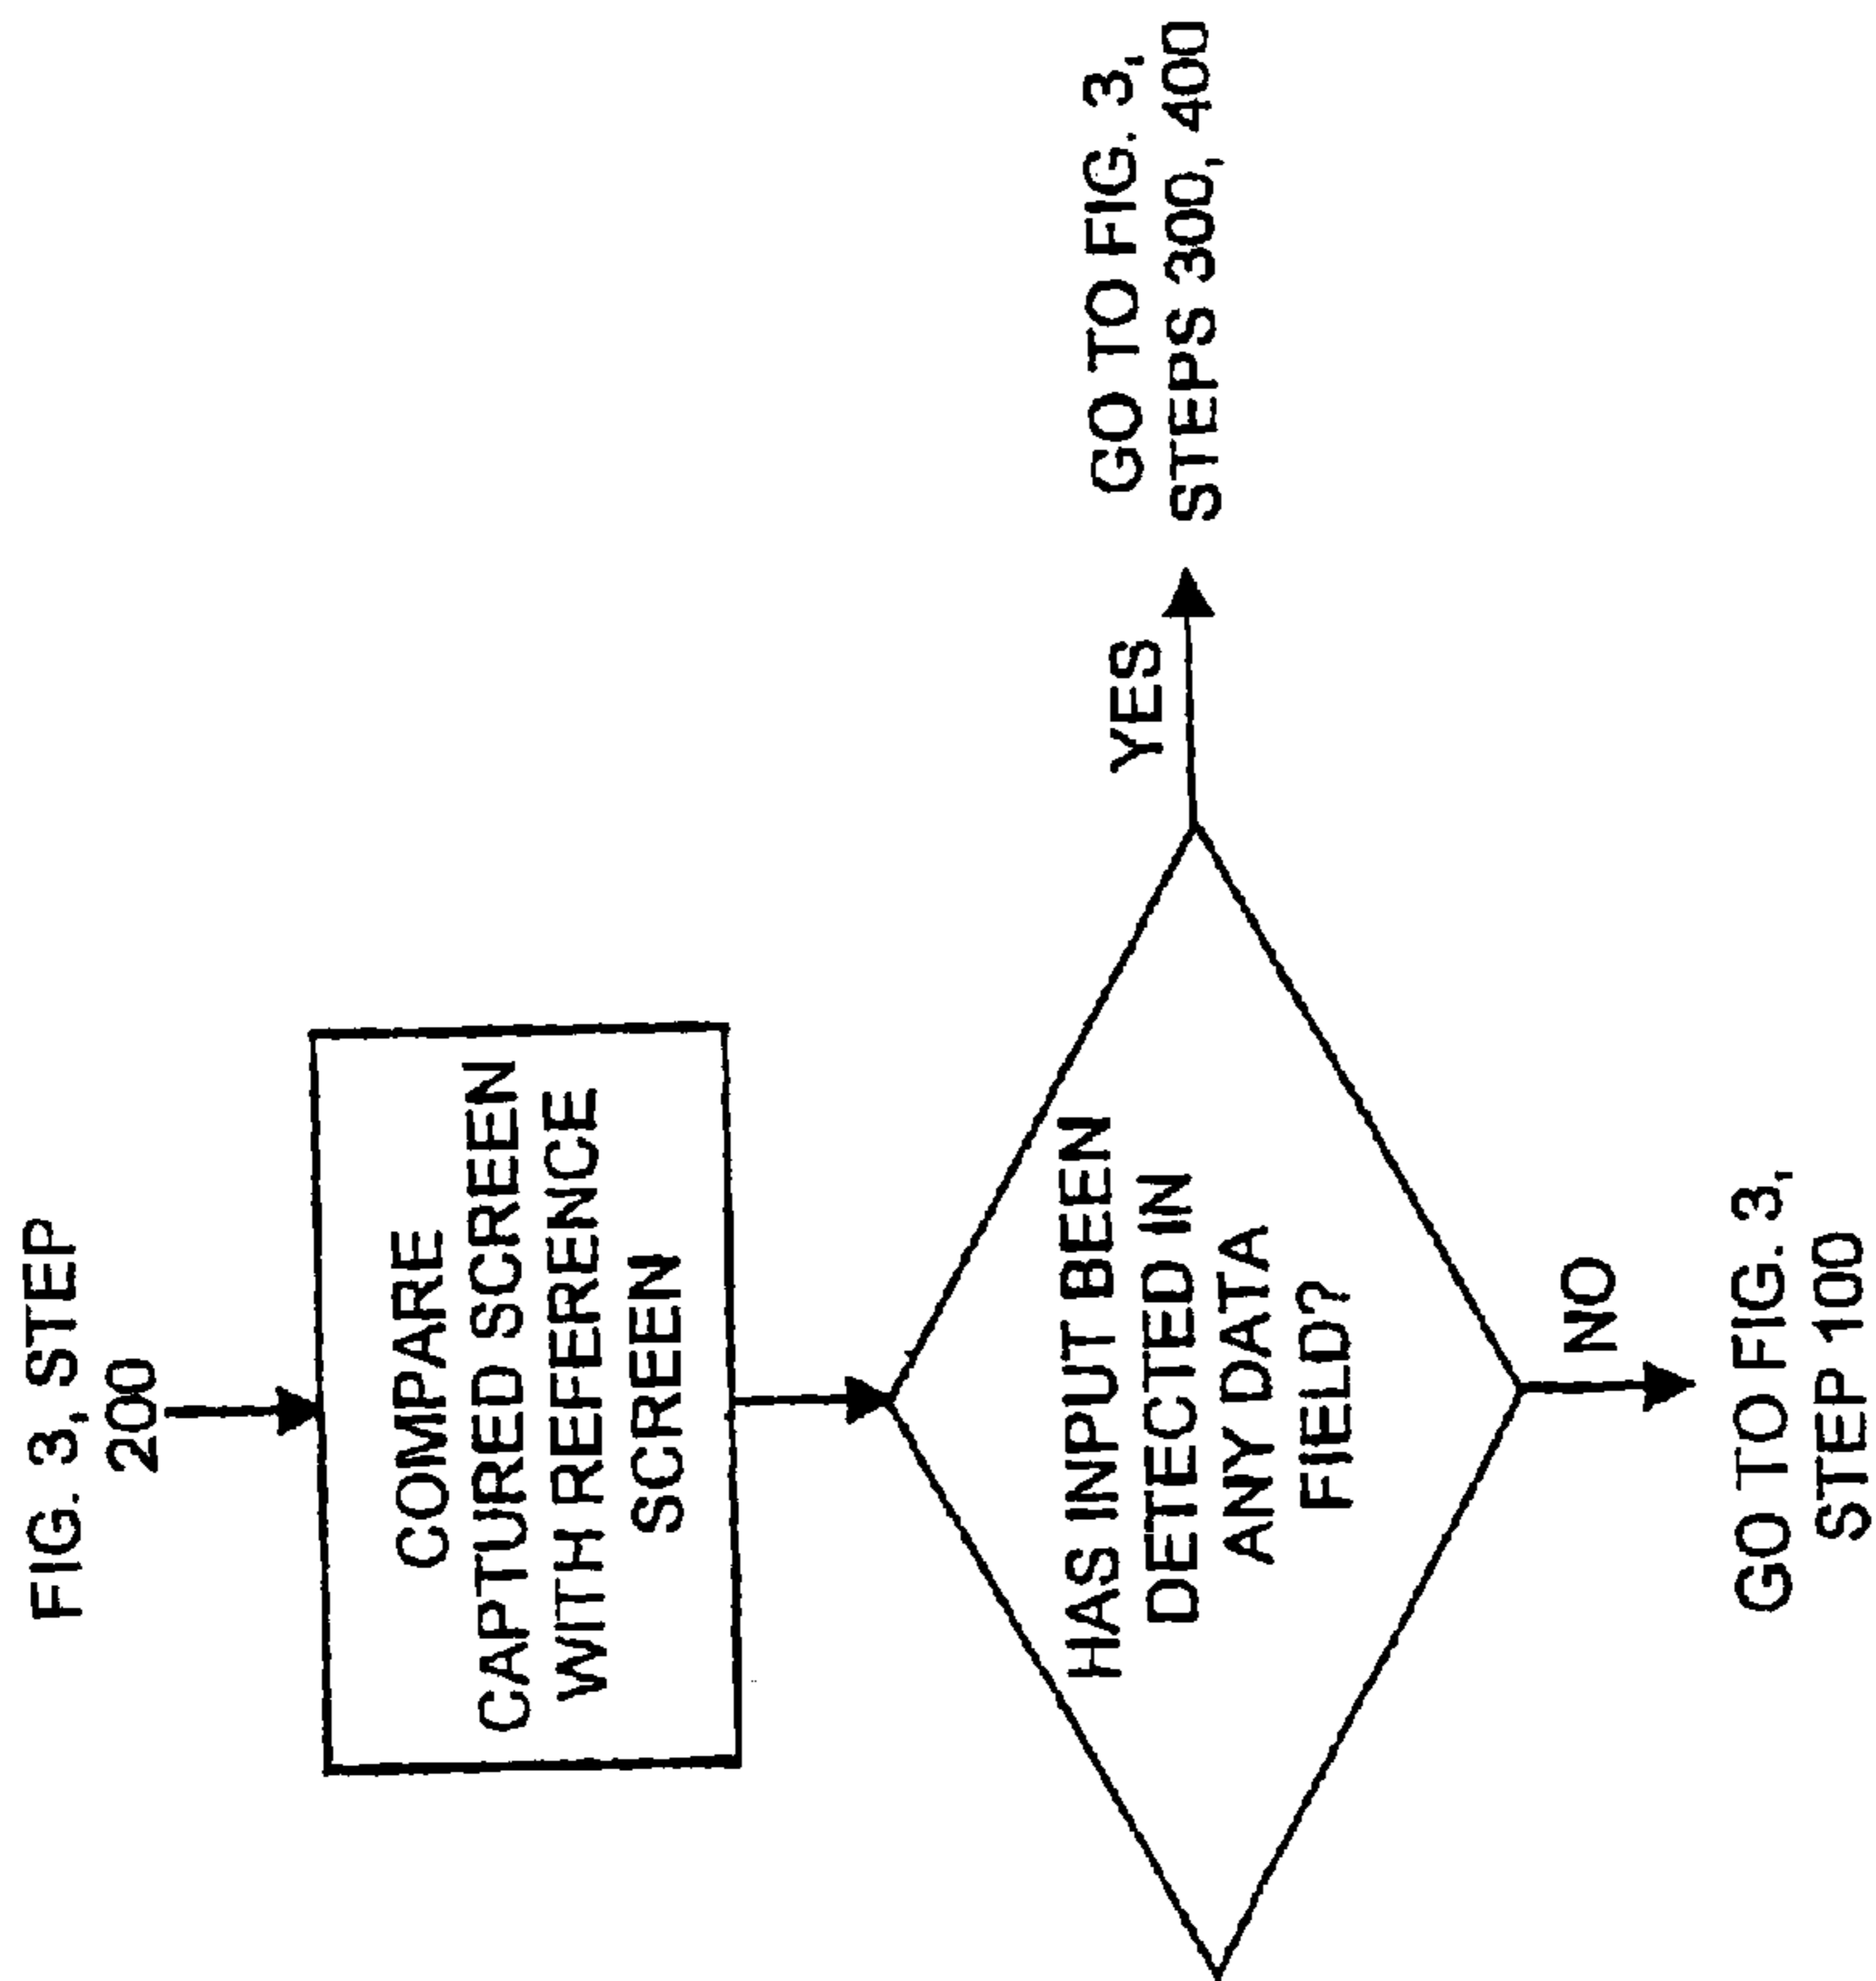 FIG. 3, STEP
200
COMPARE
CAPTURED SCREEN
WITH REFERENCE
SCREEN
HAS INPUT BEEN
DETECTED IN
ANY DATA
FIELD?
YES
GO TO FIG. 3,
STEPS 300, 400
NO
GO TO FIG. 3,
STEP 100